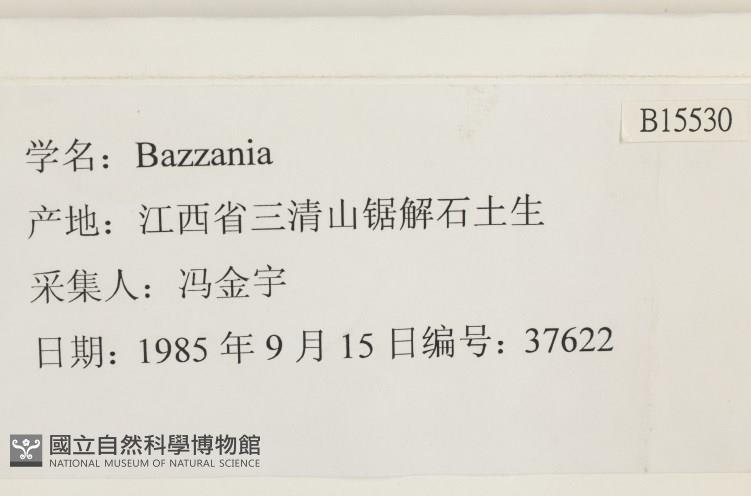 B15530
学名：Bazzania
产地：江西省三清山锯解石土生
采集人：冯金宇
日期：1985 年 9 月 15 日编号：37622
國立自然科學博物館
NATIONAL MUSEUM OF NATURAL SCIENCE